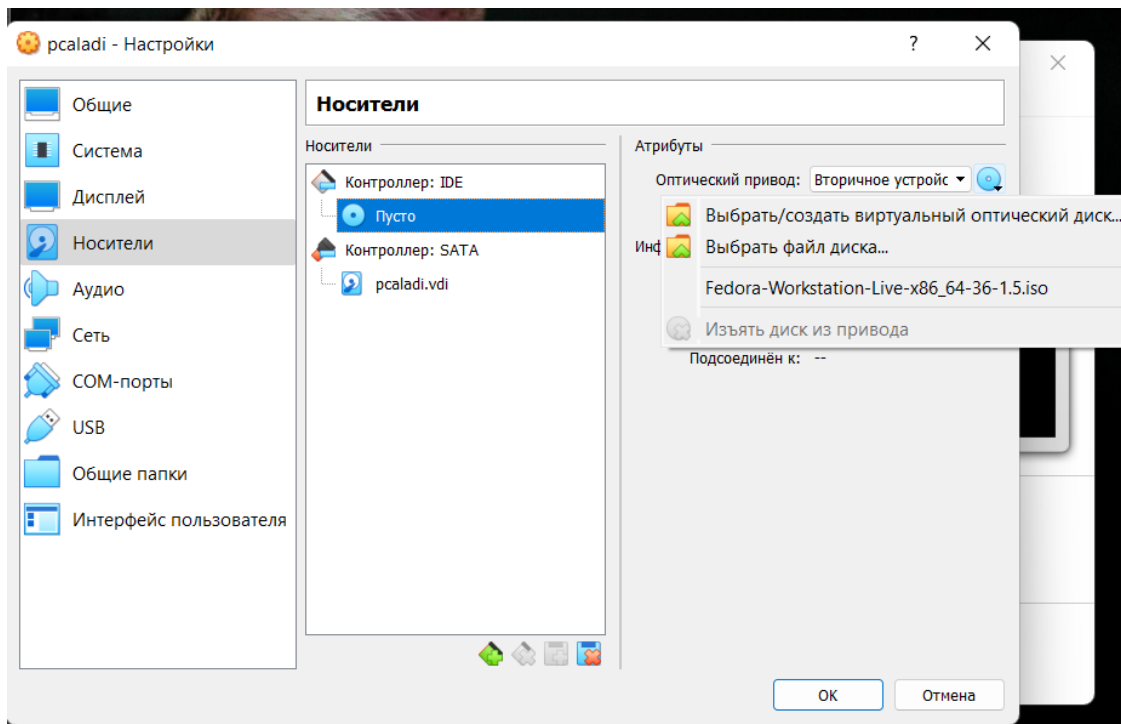 pcaladi - Настройки
?
Общие
Система
Дисплей
Носители
Аудио
Сеть
COM-порты
USB
Общие папки
Интерфейс пользователя
Носители
Носители
Контроллер: IDE
Пусто
Контроллер: SATA
pcaladi.vdi
Атрибуты
Оптический привод: Вторичное устройс
Выбрать/создать виртуальный оптический диск...
Инф
Выбрать файл диска...
Fedora-Workstation-Live-x86_64-36-1.5.iso
Изъять диск из привода
Подсоединён к: --
OK
Отмена